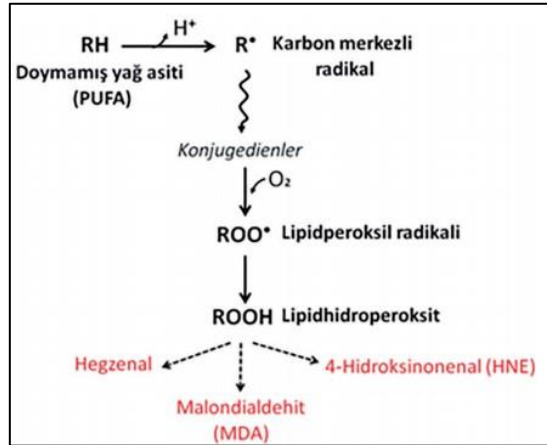 RH H⁺ R• Karbon merkezli
radikal
Doymamış yağ asiti
(PUFA)
Konjugedienler
O₂
ROO• Lipidperoksil radikali
ROOH Lipidhidroperoksit
Hegzenal
4-Hidroksinonenal (HNE)
Malondialdehit
(MDA)